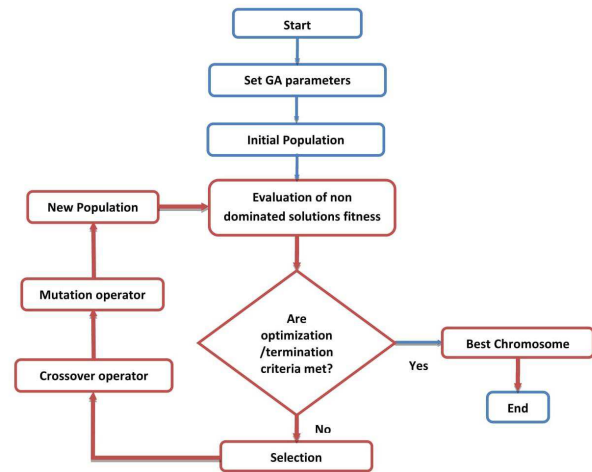 Start
Set GA parameters
Initial Population
Evaluation of non
dominated solutions fitness
New Population
Mutation operator
Crossover operator
Are
optimization
/termination
criteria met?
Yes
Best Chromosome
End
No
Selection